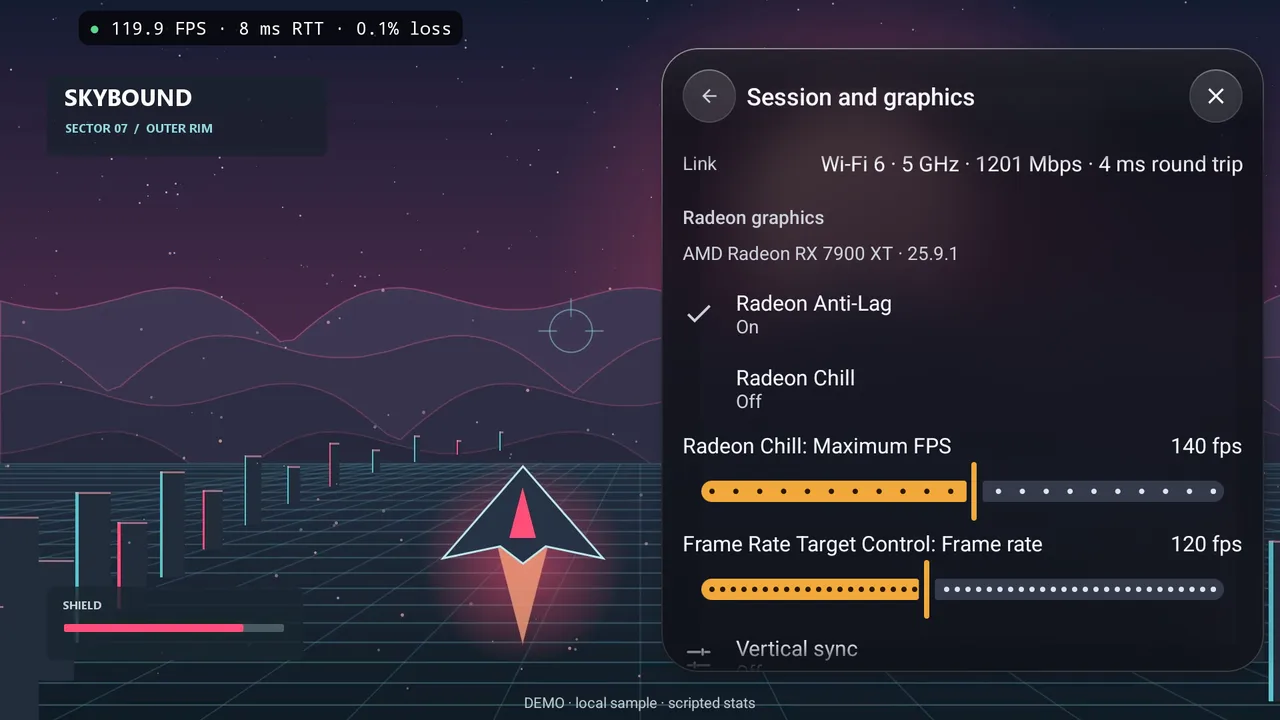 119.9 FPS · 8 ms RTT · 0.1% loss
SKYBOUND
SECTOR 07 / OUTER RIM
Session and graphics
Link
Wi-Fi 6 · 5 GHz · 1201 Mbps · 4 ms round trip
Radeon graphics
AMD Radeon RX 7900 XT · 25.9.1
Radeon Anti-Lag
On
Radeon Chill
Off
Radeon Chill: Maximum FPS
140 fps
Frame Rate Target Control: Frame rate
120 fps
Vertical sync
SHIELD
DEMO · local sample · scripted stats